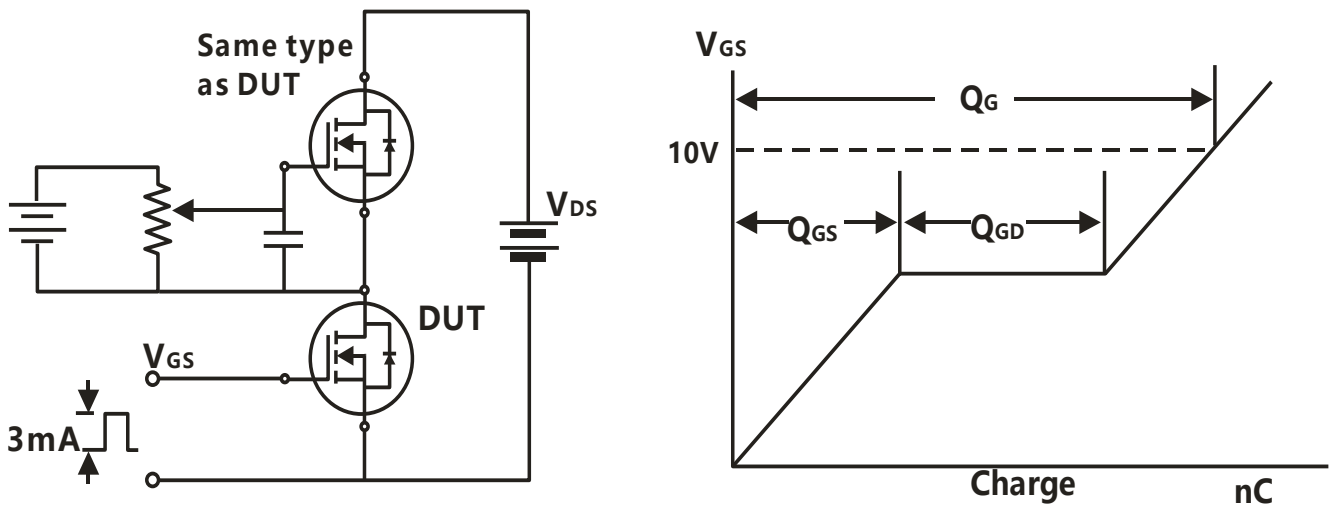 Same type
as DUT
VDS
DUT
VGS
3mA
VGS
QG
10V
QGS
QGD
Charge
nC